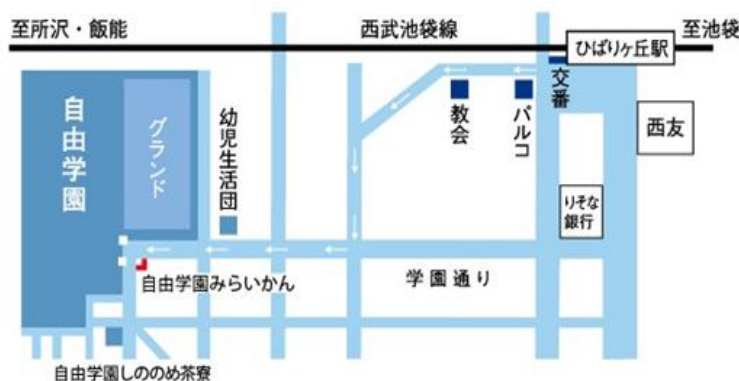 至所沢・飯能
西武池袋線
ひばりヶ丘駅
至池袋
交番
西友
パルコ
教会
幼児生活団
グランド
自由学園
りそな
銀行
自由学園みらいかん
学園通り
自由学園しののめ茶寮